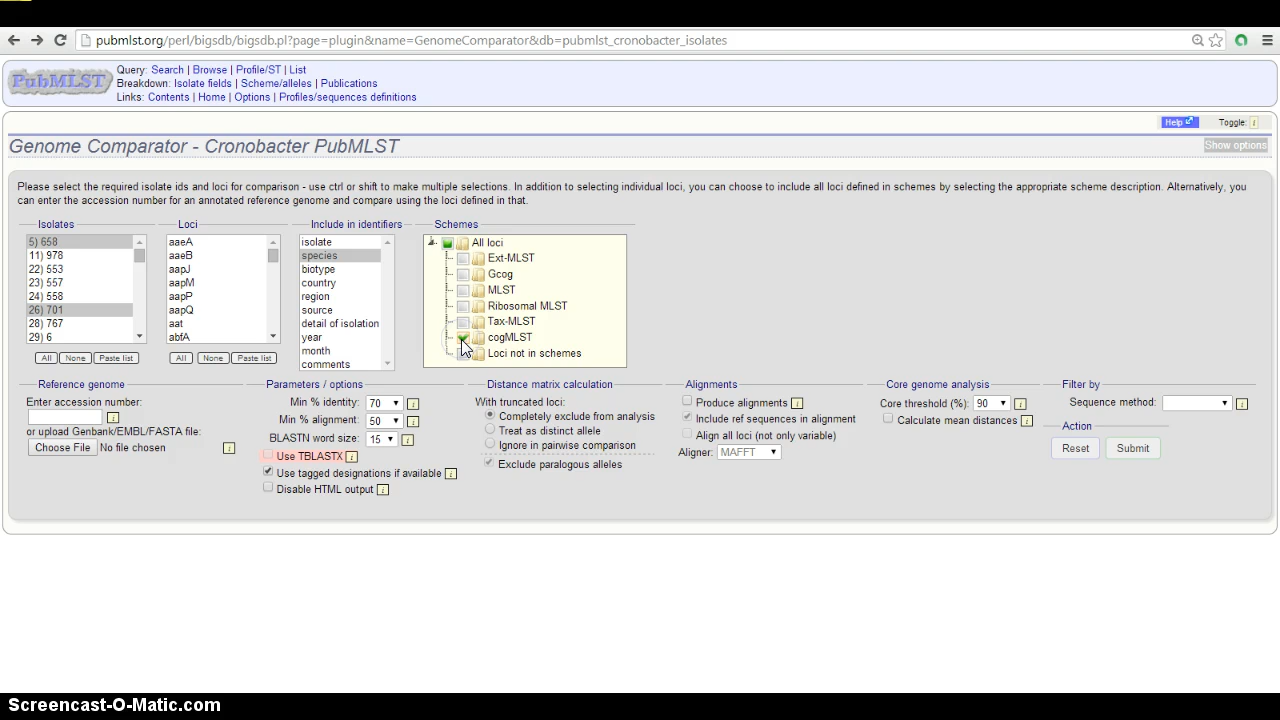 pubmlst.org/perl/bigsdb/bigsdb.pl?page=plugin&name=GenomeComparator&db=pubmlst_cronobacter_isolates
PubMLST
Query: Search | Browse | Profile/ST | List
Breakdown: Isolate fields | Scheme/alleles | Publications
Links: Contents | Home | Options | Profiles/sequences definitions
Help Toggle: i
Genome Comparator - Cronobacter PubMLST
Show options
Please select the required isolate ids and loci for comparison - use ctrl or shift to make multiple selections. In addition to selecting individual loci, you can choose to include all loci defined in schemes by selecting the appropriate scheme description. Alternatively, you
can enter the accession number for an annotated reference genome and compare using the loci defined in that.
Isolates
5) 658
11) 978
22) 553
23) 557
24) 558
26) 701
28) 767
29) 6
All None Paste list
Loci
aaeA
aaeB
aapJ
aapM
aapP
aapQ
aat
abfA
All None Paste list
Include in identifiers
isolate
species
biotype
country
region
source
detail of isolation
year
month
comments
Schemes
All loci
Ext-MLST
Gcog
MLST
Ribosomal MLST
Tax-MLST
cogMLST
Loci not in schemes
Reference genome
Enter accession number:
i
or upload Genbank/EMBL/FASTA file:
Choose File No file chosen i
Parameters / options
Min % identity: 70 i
Min % alignment: 50 i
BLASTN word size: 15 i
Use TBLASTX i
Use tagged designations if available i
Disable HTML output i
Distance matrix calculation
With truncated loci:
Completely exclude from analysis
Treat as distinct allele
Ignore in pairwise comparison
Exclude paralogous alleles
Alignments
Produce alignments i
Include ref sequences in alignment
Align all loci (not only variable)
Aligner: MAFFT
Core genome analysis
Core threshold (%): 90 i
Calculate mean distances i
Filter by
Sequence method: i
Action
Reset Submit
Screencast-O-Matic.com